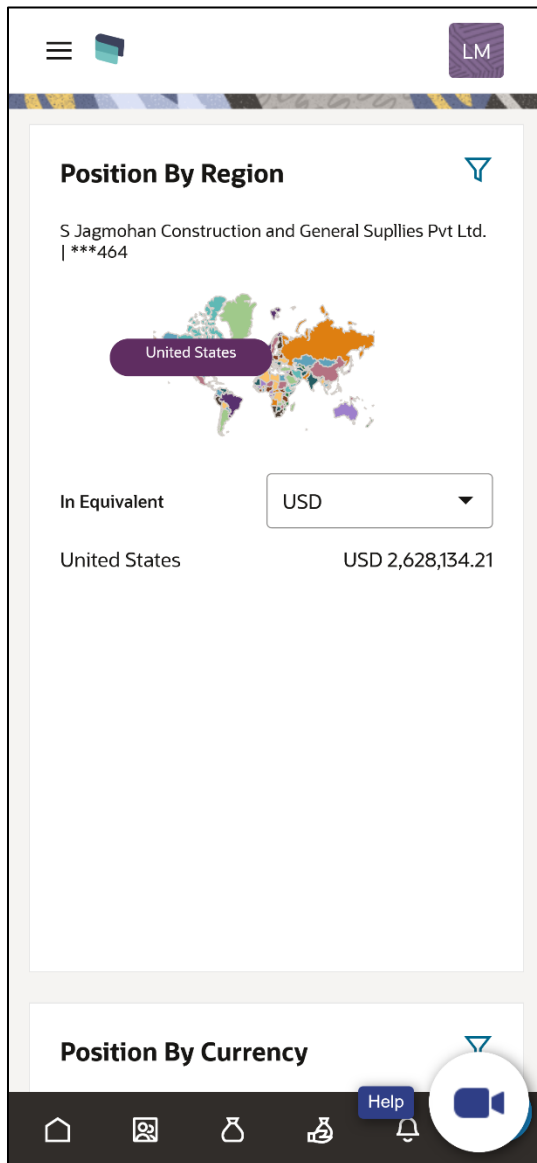 LM
Position By Region
S Jagmohan Construction and General Supllies Pvt Ltd.
| ***464
United States
In Equivalent
USD
United States
USD 2,628,134.21
Position By Currency
Help